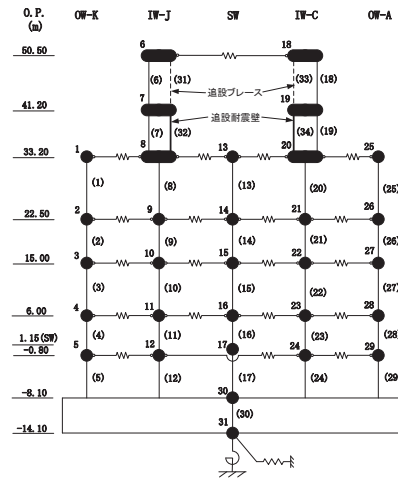 O.P. OW-K IW-J SW IW-C OW-A
(m)
50.50 6 18
(6) (31) (33) (18)
追設ブレース
41.20 7 19
追設耐震壁
(7) (32) (34) (19)
33.20 1 8 13 20 25
(1) (8) (13) (20) (25)
22.50 2 9 14 21 26
(2) (9) (14) (21) (26)
15.00 3 10 15 22 27
(3) (10) (15) (22) (27)
6.00 4 11 16 23 28
(4) (11) (16) (23) (28)
1.15(SW) 17
-0.80 5 12 24 29
(5) (12) (17) (24) (29
-8.10 30
(30)
-14.10 31